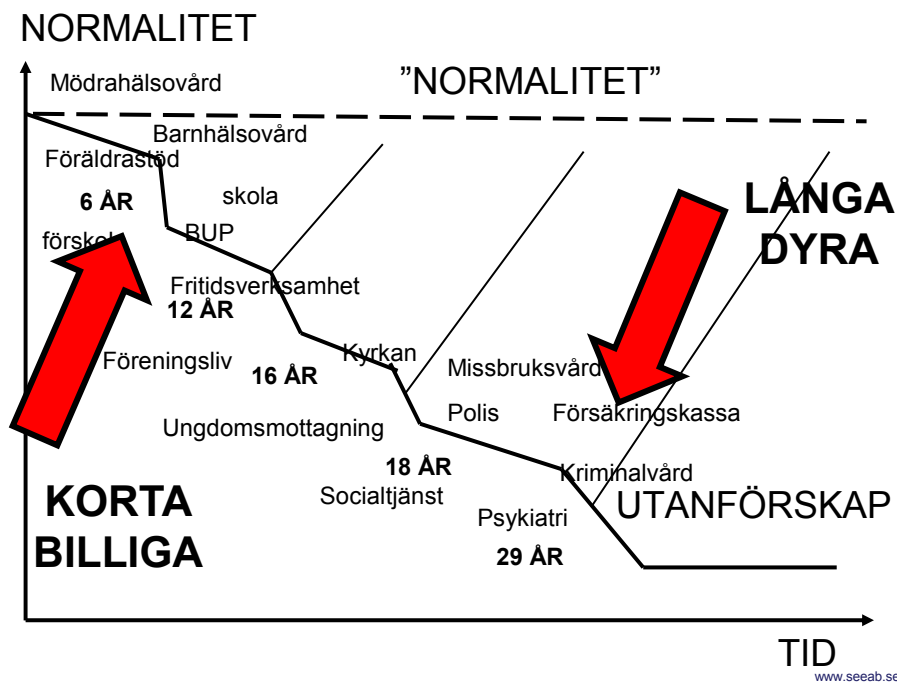 NORMALITET
Mödrahälsovård
"NORMALITET"
Barnhälsovård
Föräldrastöd
6 ÅR
skola
LÅNGA
DYRA
BUP
Fritidsverksamhet
12 ÅR
Föreningsliv
16 ÅR
Kyrkan
Missbruksvård
Polis
Försäkringskassa
Ungdomsmottagning
18 ÅR
Kriminalvård
Socialtjänst
KORTA
BILLIGA
Psykiatri
UTANFÖRSKAP
29 ÅR
TID
www.seeab.se